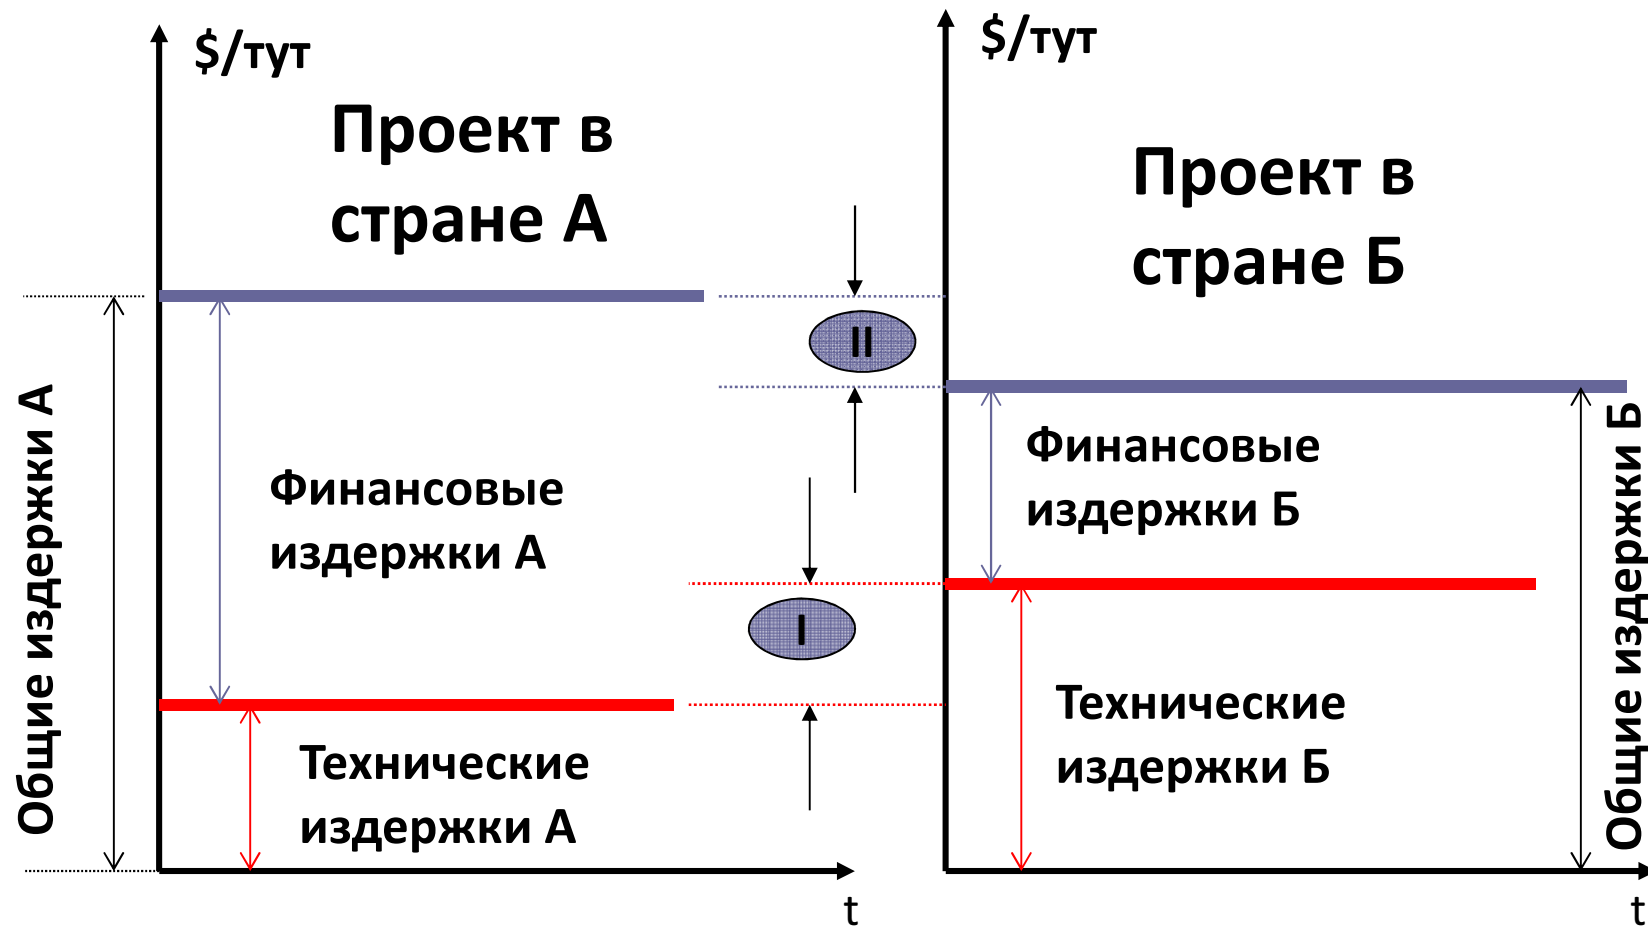 $/тут
Проект в
стране А
Общие издержки А
Финансовые
издержки А
Технические
издержки А
t
II
I
$/тут
Проект в
стране Б
Финансовые
издержки Б
Технические
издержки Б
Общие издержки Б
t